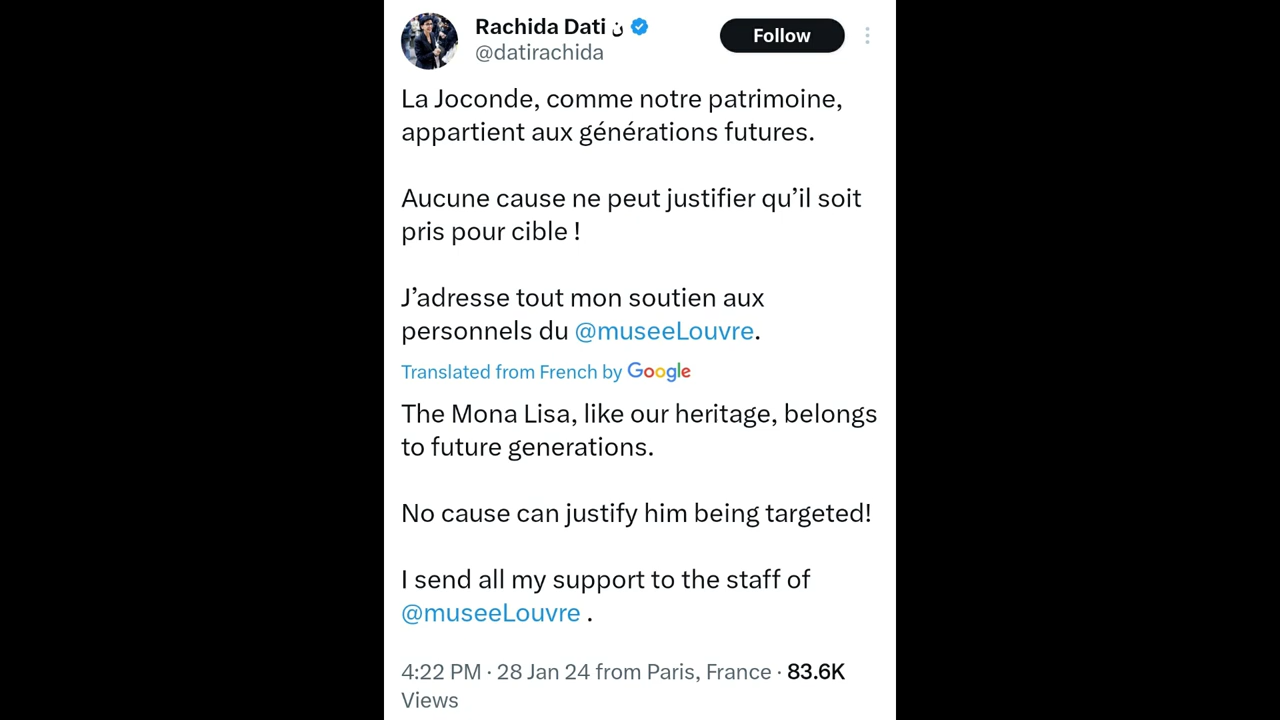 Rachida Dati ن
@datirachida
Follow
La Joconde, comme notre patrimoine,
appartient aux générations futures.
Aucune cause ne peut justifier qu’il soit
pris pour cible !
J’adresse tout mon soutien aux
personnels du @museeLouvre.
Translated from French by Google
The Mona Lisa, like our heritage, belongs
to future generations.
No cause can justify him being targeted!
I send all my support to the staff of
@museeLouvre .
4:22 PM · 28 Jan 24 from Paris, France · 83.6K
Views